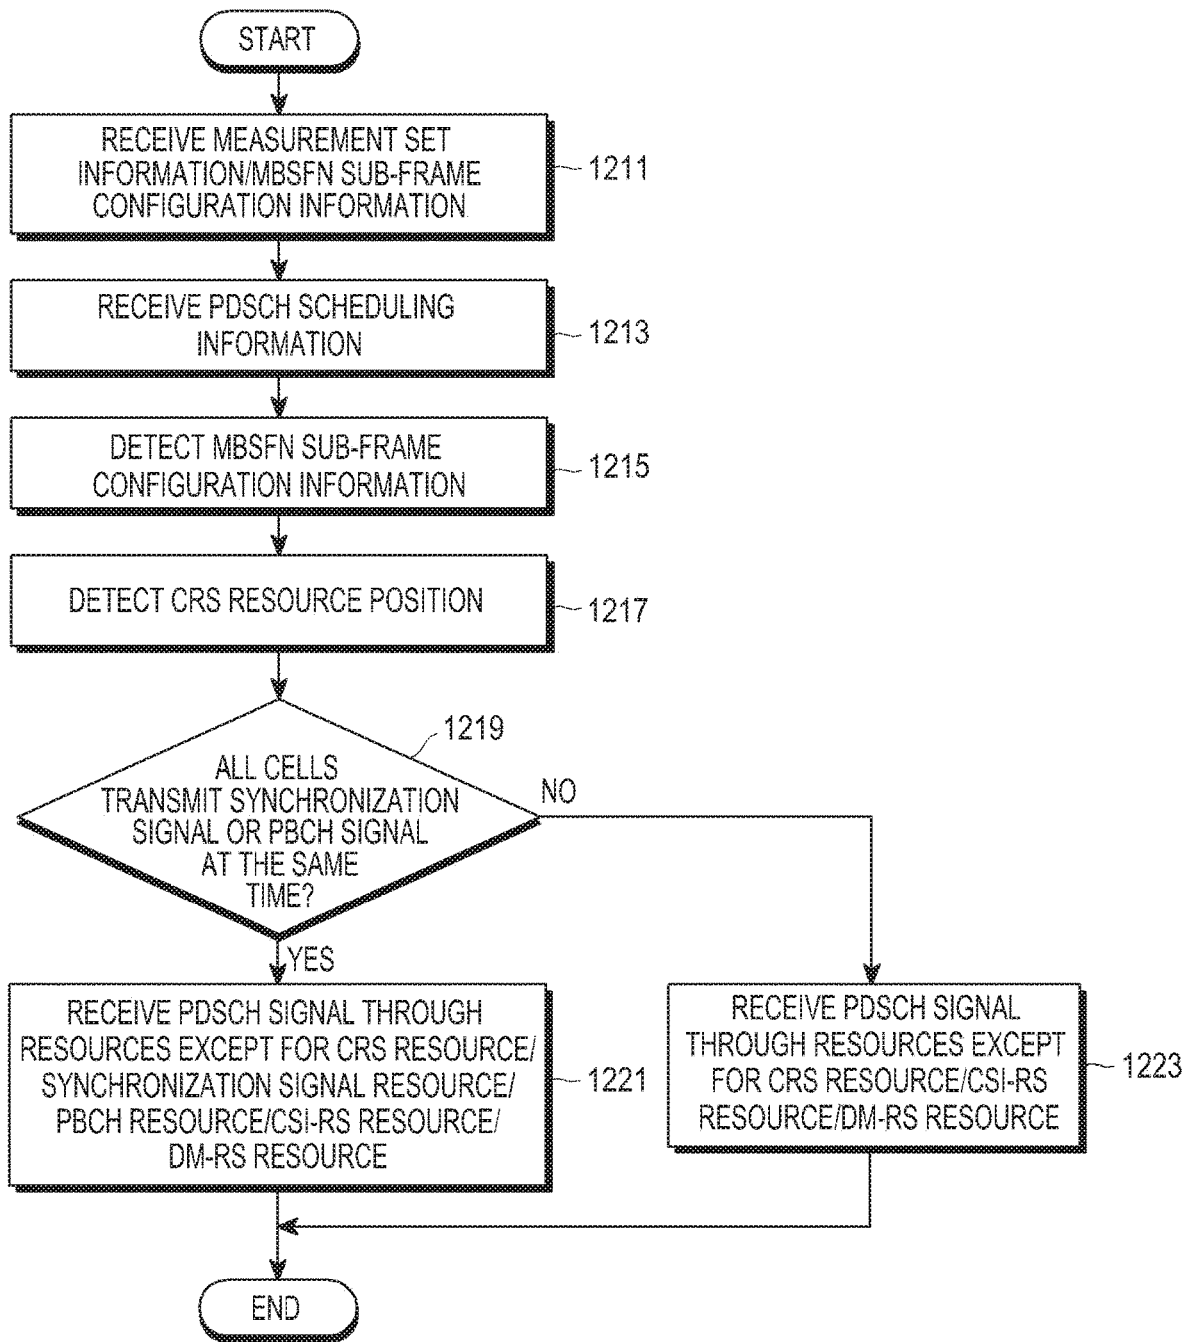 START
RECEIVE MEASUREMENT SET
INFORMATION/MBSFN SUB-FRAME
CONFIGURATION INFORMATION
1211
RECEIVE PDSCH SCHEDULING
INFORMATION
1213
DETECT MBSFN SUB-FRAME
CONFIGURATION INFORMATION
1215
DETECT CRS RESOURCE POSITION
1217
1219
ALL CELLS
TRANSMIT SYNCHRONIZATION
SIGNAL OR PBCH SIGNAL
AT THE SAME
TIME?
NO
YES
RECEIVE PDSCH SIGNAL THROUGH
RESOURCES EXCEPT FOR CRS RESOURCE/
SYNCHRONIZATION SIGNAL RESOURCE/
PBCH RESOURCE/CSI-RS RESOURCE/
DM-RS RESOURCE
1221
RECEIVE PDSCH SIGNAL
THROUGH RESOURCES EXCEPT
FOR CRS RESOURCE/CSI-RS
RESOURCE/DM-RS RESOURCE
1223
END